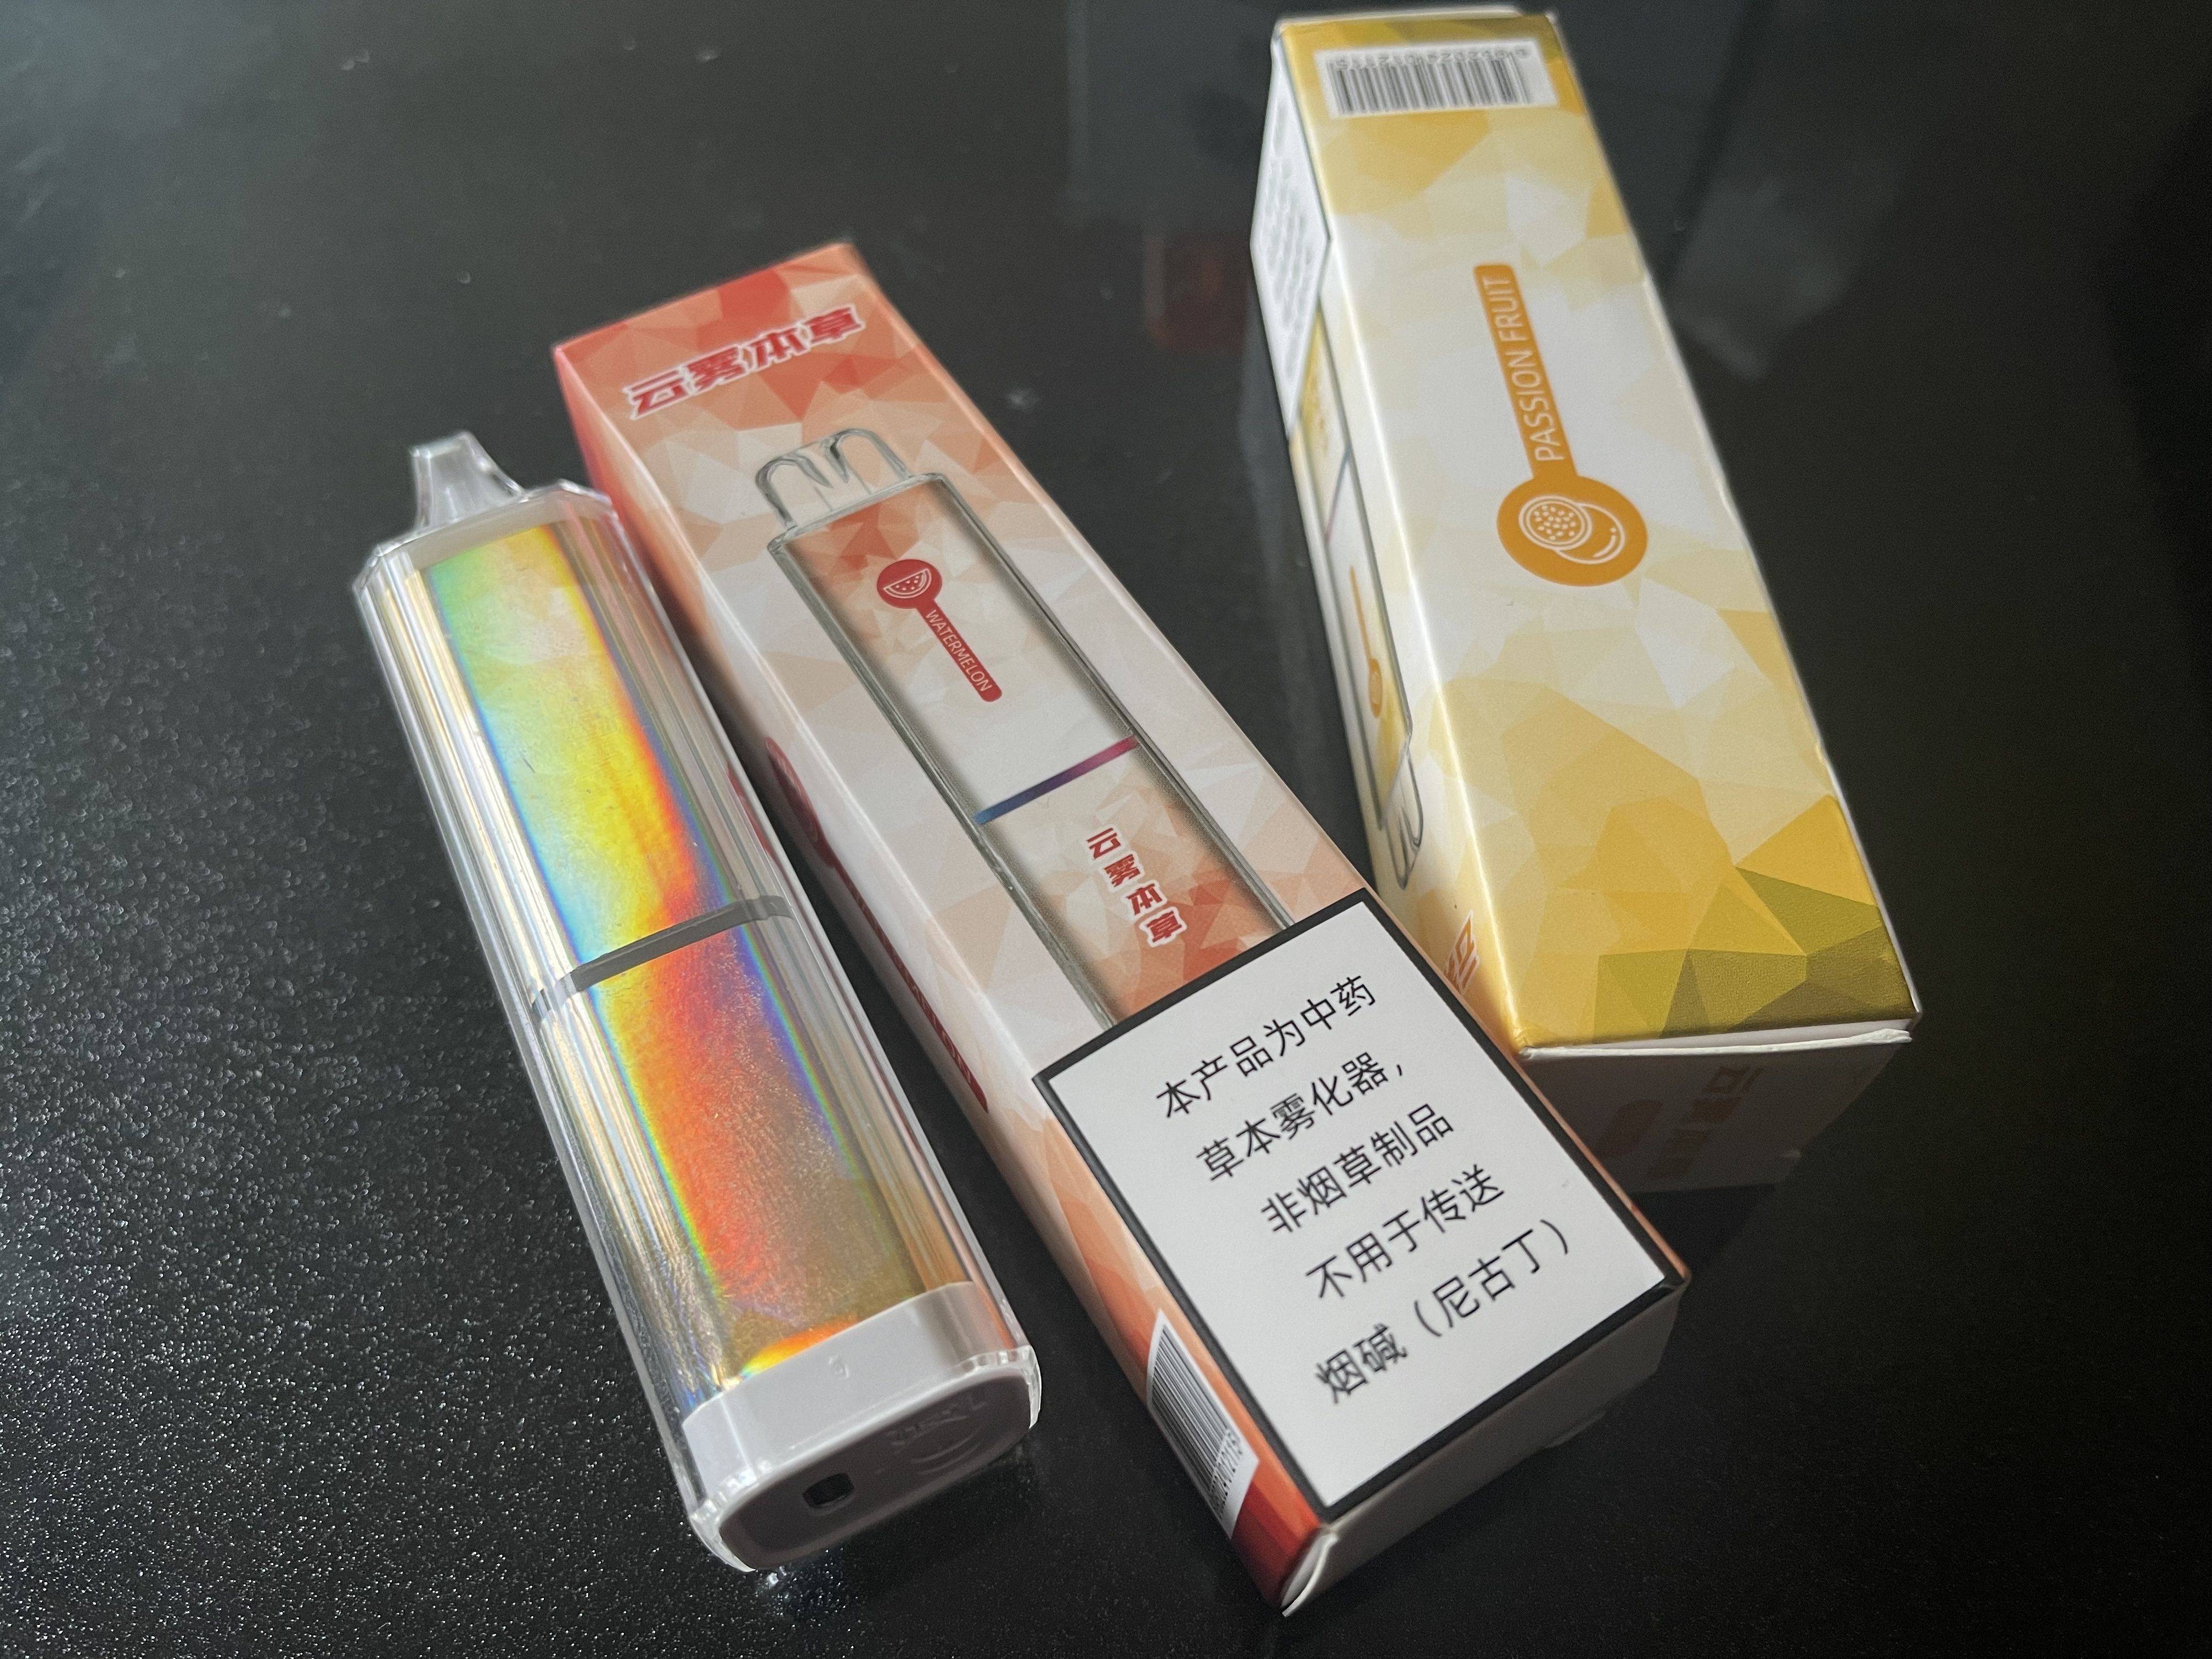 云雾本草
WATERMELON
云雾本草
本产品为中药
草本雾化器，
非烟草制品
不用于传送
烟碱（尼古丁）
PASSION FRUIT